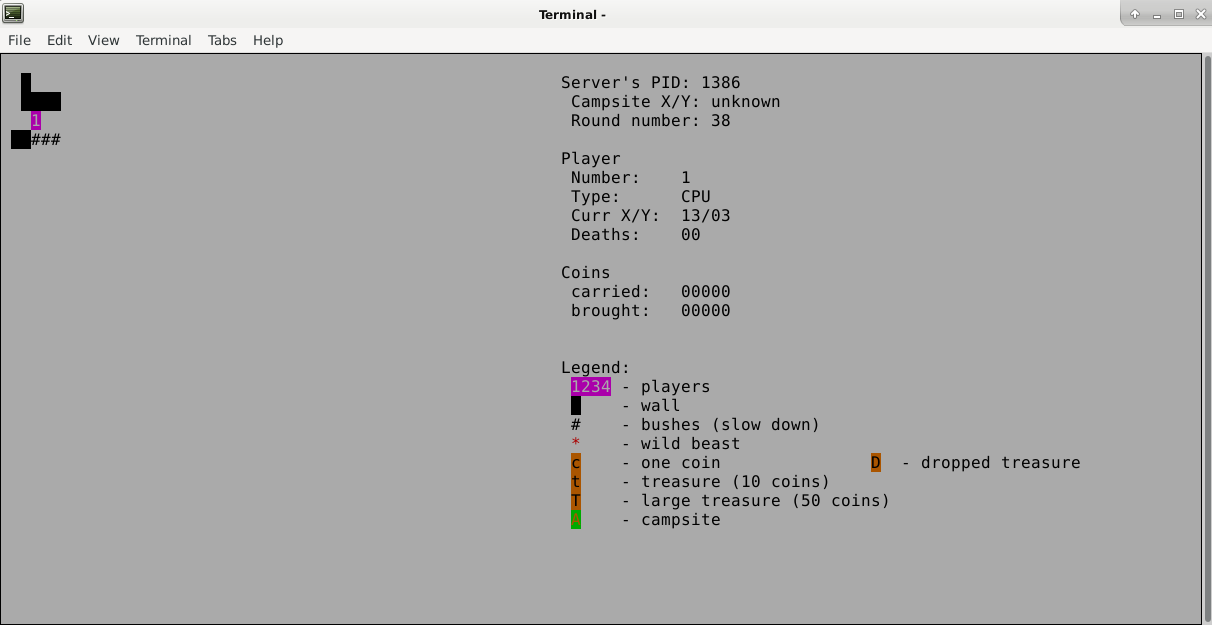 Terminal -
File Edit View Terminal Tabs Help
Server's PID: 1386
Campsite X/Y: unknown
Round number: 38
1
###
Player
Number: 1
Type: CPU
Curr X/Y: 13/03
Deaths: 00
Coins
carried: 00000
brought: 00000
Legend:
1234 - players
- wall
# - bushes (slow down)
* - wild beast
c - one coin D - dropped treasure
t - treasure (10 coins)
T - large treasure (50 coins)
- campsite